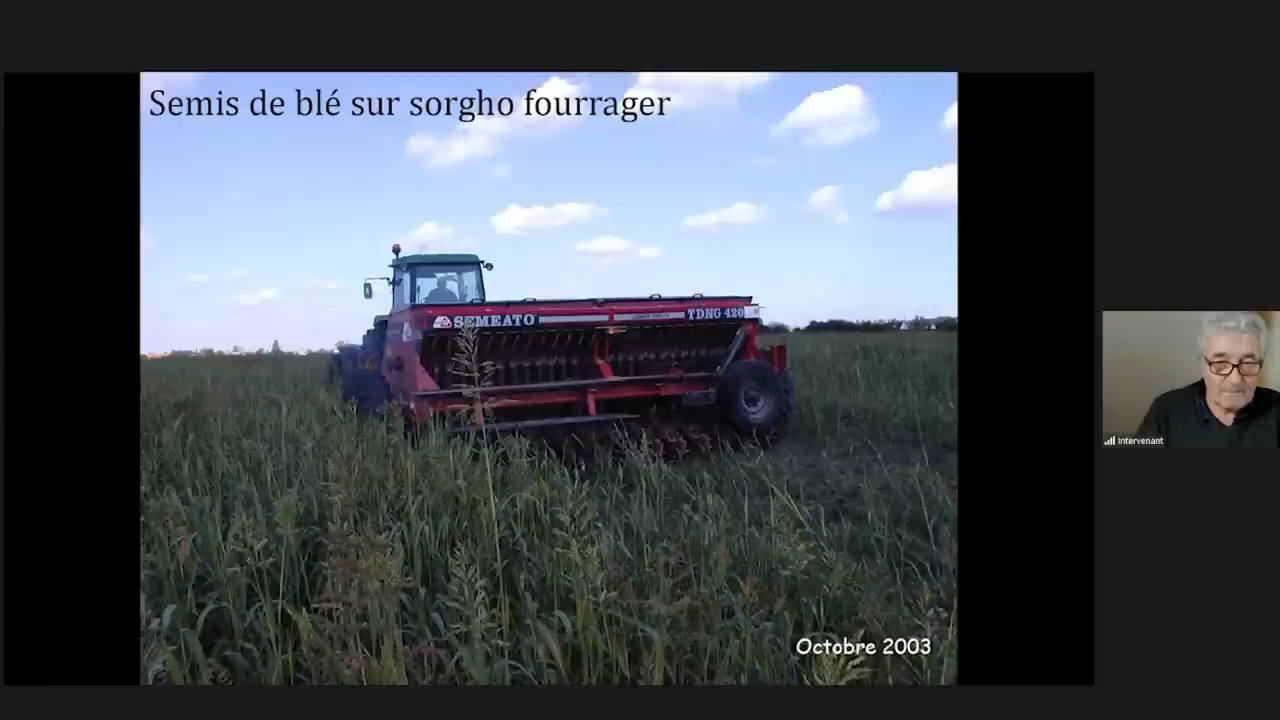 Semis de blé sur sorgho fourrager
SEMEATO
TDNG 420
Octobre 2003
Intervenant